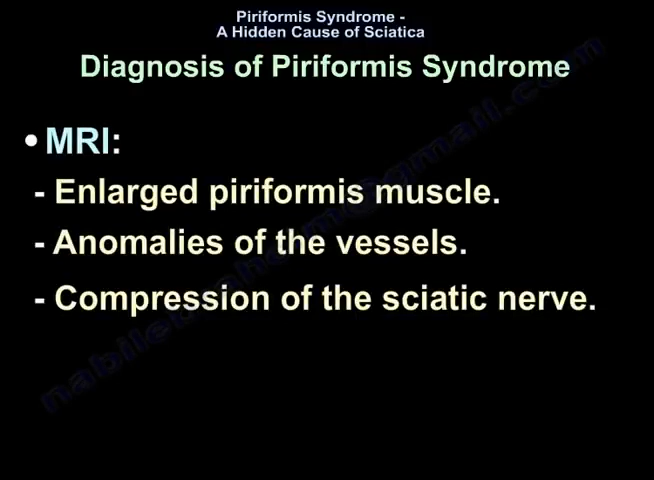 Piriformis Syndrome -
A Hidden Cause of Sciatica
Diagnosis of Piriformis Syndrome
• MRI:
- Enlarged piriformis muscle.
- Anomalies of the vessels.
- Compression of the sciatic nerve.